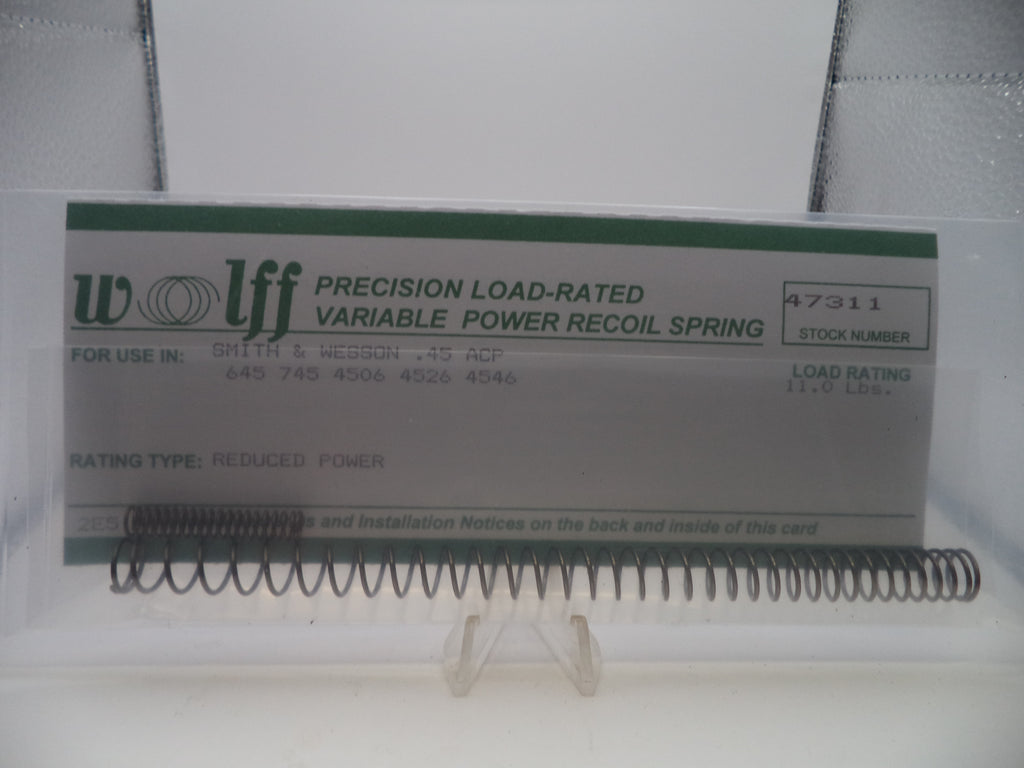 Wolff
PRECISION LOAD-RATED
VARIABLE POWER RECOIL SPRING
47311
STOCK NUMBER
FOR USE IN: SMITH & WESSON .45 ACP
645 745 4506 4526 4546
LOAD RATING
11.0 Lbs.
RATING TYPE: REDUCED POWER
2E5 s and Installation Notices on the back and inside of this card